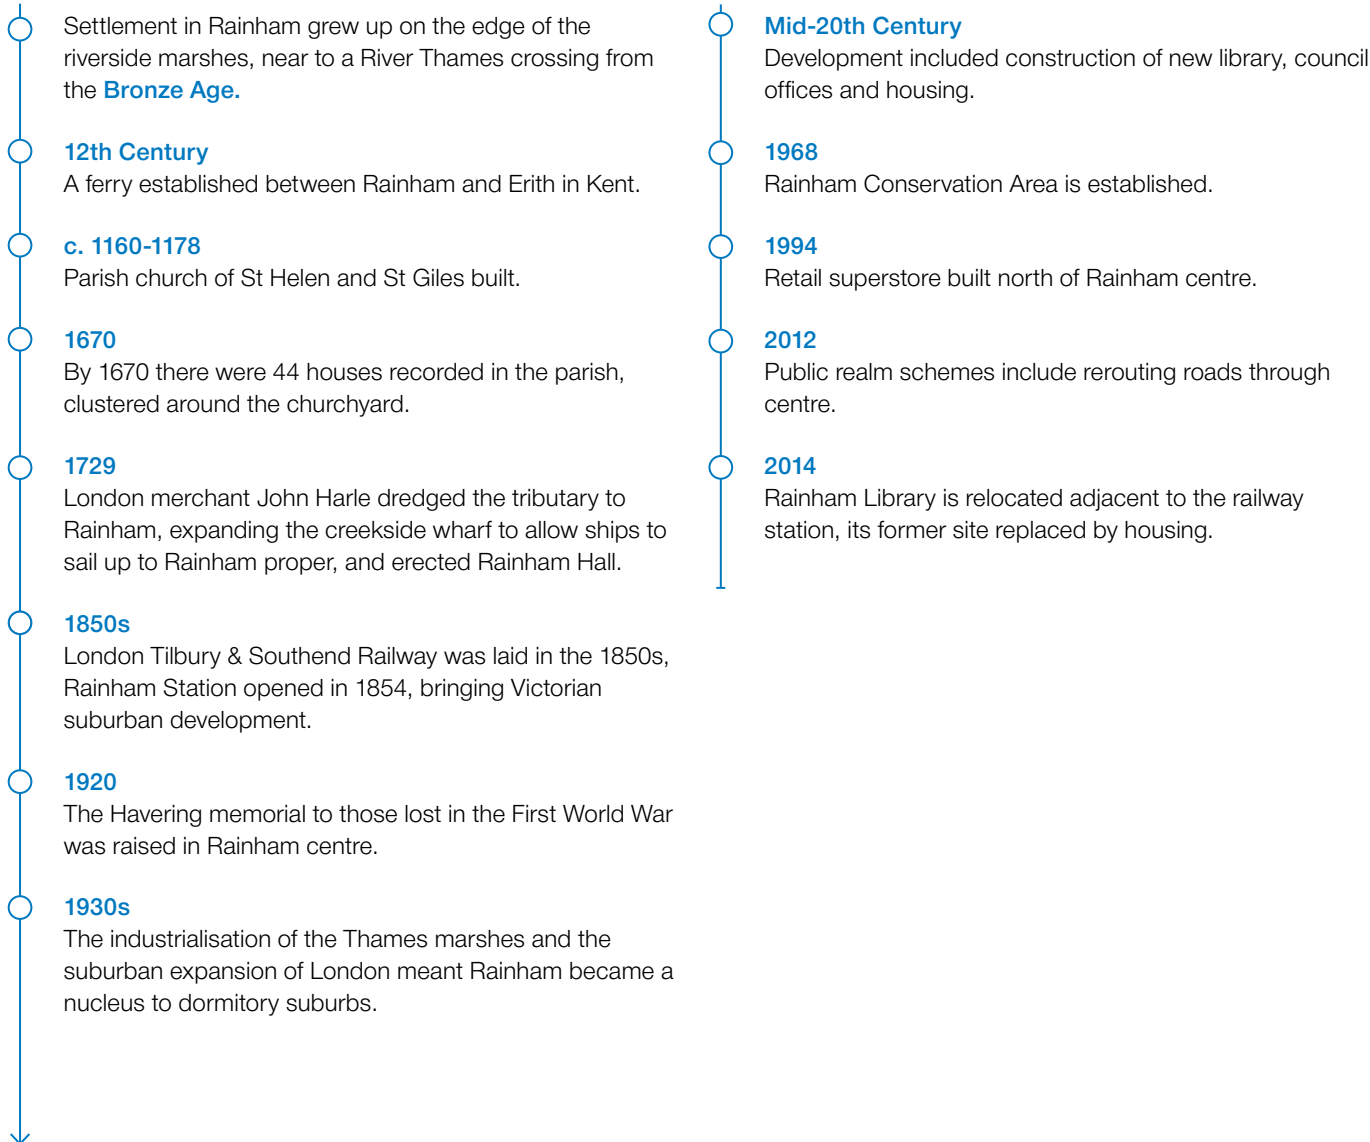 Settlement in Rainham grew up on the edge of the
riverside marshes, near to a River Thames crossing from
the Bronze Age.
12th Century
A ferry established between Rainham and Erith in Kent.
c. 1160-1178
Parish church of St Helen and St Giles built.
1670
By 1670 there were 44 houses recorded in the parish,
clustered around the churchyard.
1729
London merchant John Harle dredged the tributary to
Rainham, expanding the creekside wharf to allow ships to
sail up to Rainham proper, and erected Rainham Hall.
1850s
London Tilbury & Southend Railway was laid in the 1850s,
Rainham Station opened in 1854, bringing Victorian
suburban development.
1920
The Havering memorial to those lost in the First World War
was raised in Rainham centre.
1930s
The industrialisation of the Thames marshes and the
suburban expansion of London meant Rainham became a
nucleus to dormitory suburbs.
Mid-20th Century
Development included construction of new library, council
offices and housing.
1968
Rainham Conservation Area is established.
1994
Retail superstore built north of Rainham centre.
2012
Public realm schemes include rerouting roads through
centre.
2014
Rainham Library is relocated adjacent to the railway
station, its former site replaced by housing.